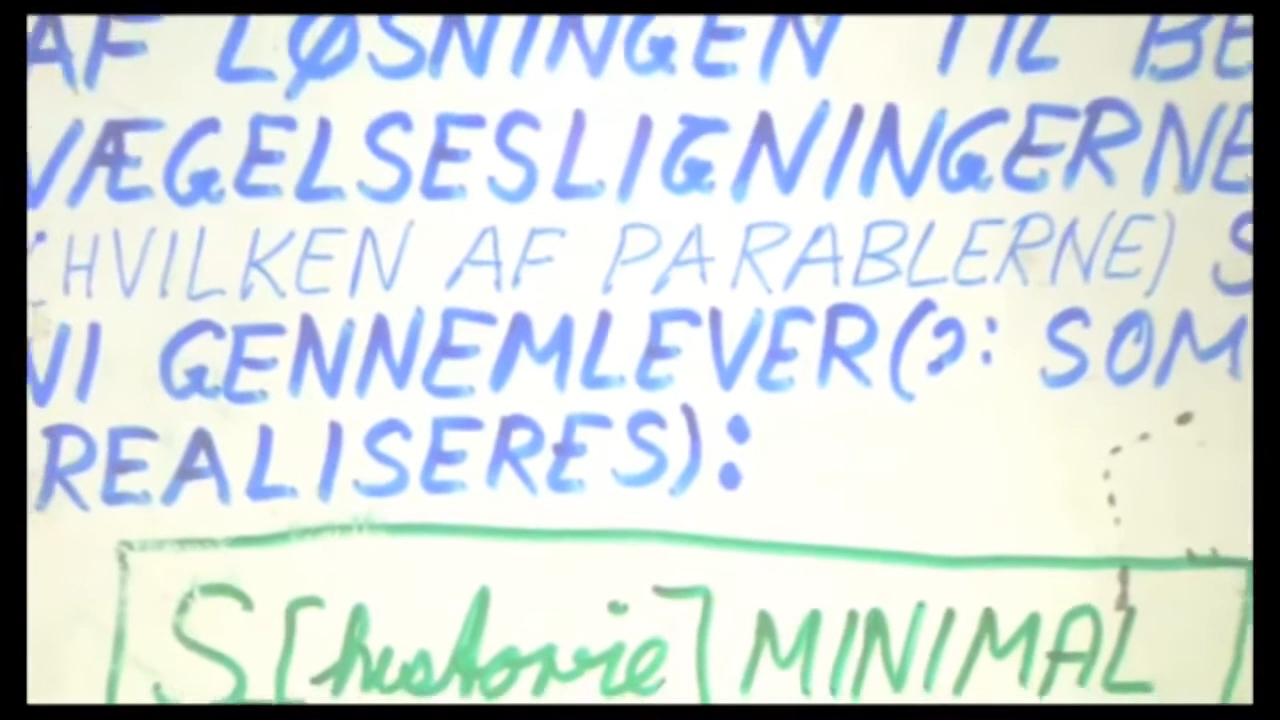 AF LØSNINGEN TIL BE
VÆGELSESLIGNINGERNE
(HVILKEN AF PARABLERNE) S
VI GENNEMLEVER(ɔ: SOM
REALISERES):
S[historie] MINIMAL